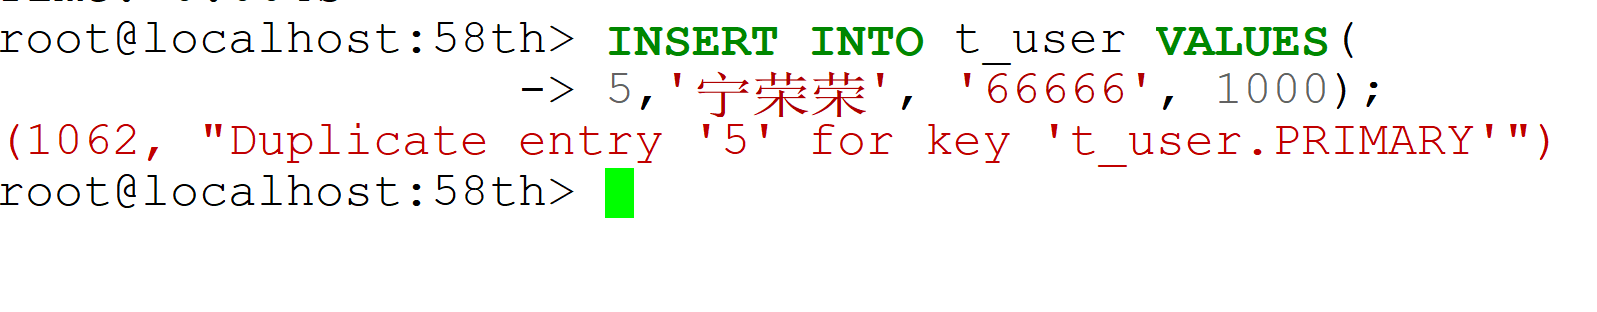 root@localhost:58th> INSERT INTO t_user VALUES(
-> 5,'宁荣荣', '66666', 1000);
(1062, "Duplicate entry '5' for key 't_user.PRIMARY'")
root@localhost:58th>